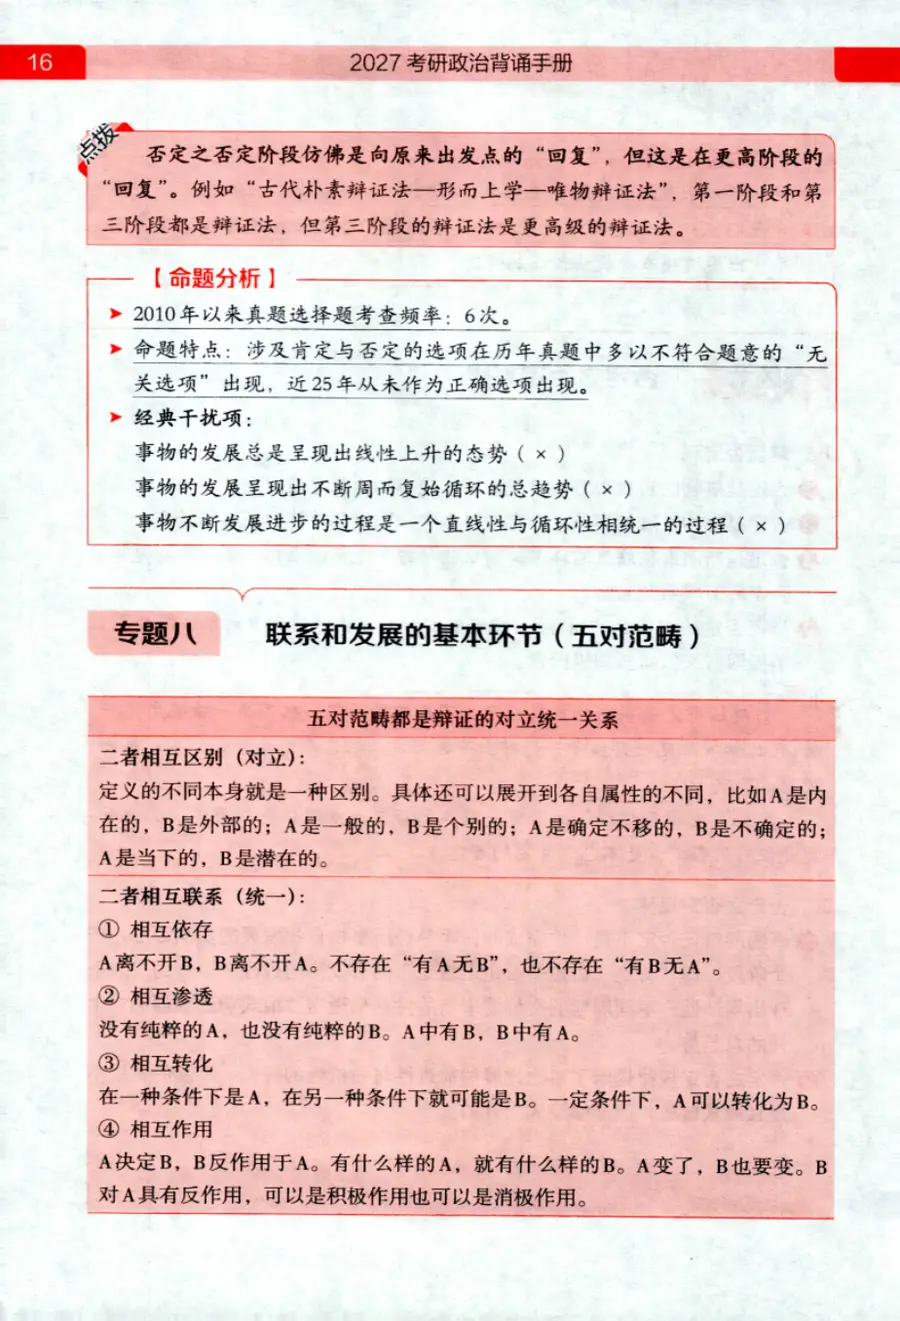 16
2027考研政治背诵手册
点拨
否定之否定阶段仿佛是向原来出发点的“回复”，但这是在更高阶段的
“回复”。例如“古代朴素辩证法—形而上学—唯物辩证法”，第一阶段和第
三阶段都是辩证法，但第三阶段的辩证法是更高级的辩证法。
【命题分析】
➤ 2010年以来真题选择题考查频率：6次。
➤ 命题特点：涉及肯定与否定的选项在历年真题中多以不符合题意的“无
关选项”出现，近25年从未作为正确选项出现。
➤ 经典干扰项：
事物的发展总是呈现出线性上升的态势（×）
事物的发展呈现出不断周而复始循环的总趋势（×）
事物不断发展进步的过程是一个直线性与循环性相统一的过程（×）
专题八 联系和发展的基本环节（五对范畴）
五对范畴都是辩证的对立统一关系
二者相互区别（对立）：
定义的不同本身就是一种区别。具体还可以展开到各自属性的不同，比如A是内
在的，B是外部的；A是一般的，B是个别的；A是确定不移的，B是不确定的；
A是当下的，B是潜在的。
二者相互联系（统一）：
① 相互依存
A离不开B，B离不开A。不存在“有A无B”，也不存在“有B无A”。
② 相互渗透
没有纯粹的A，也没有纯粹的B。A中有B，B中有A。
③ 相互转化
在一种条件下是A，在另一种条件下就可能是B。一定条件下，A可以转化为B。
④ 相互作用
A决定B，B反作用于A。有什么样的A，就有什么样的B。A变了，B也要变。B
对A具有反作用，可以是积极作用也可以是消极作用。